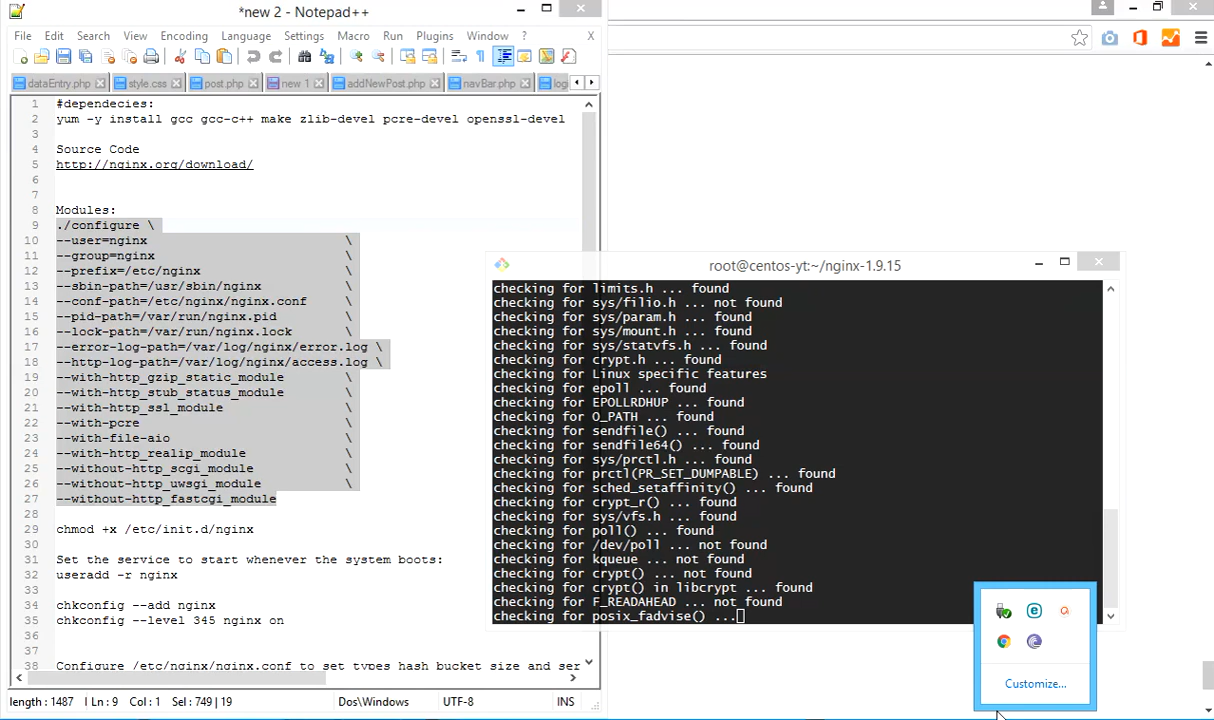 *new 2 - Notepad++
File Edit Search View Encoding Language Settings Macro Run Plugins Window ? X
dataEntry.php style.css post.php new 1 addNewPost.php navBar.php
1 #dependecies:
2 yum -y install gcc gcc-c++ make zlib-devel pcre-devel openssl-devel
3
4 Source Code
5 http://nginx.org/download/
6
7
8 Modules:
9 ./configure \
10 --user=nginx \
11 --group=nginx \
12 --prefix=/etc/nginx \
13 --sbin-path=/usr/sbin/nginx \
14 --conf-path=/etc/nginx/nginx.conf \
15 --pid-path=/var/run/nginx.pid \
16 --lock-path=/var/run/nginx.lock \
17 --error-log-path=/var/log/nginx/error.log \
18 --http-log-path=/var/log/nginx/access.log \
19 --with-http_gzip_static_module \
20 --with-http_stub_status_module \
21 --with-http_ssl_module \
22 --with-pcre \
23 --with-file-aio \
24 --with-http_realip_module \
25 --without-http_scgi_module \
26 --without-http_uwsgi_module \
27 --without-http_fastcgi_module
28
29 chmod +x /etc/init.d/nginx
30
31 Set the service to start whenever the system boots:
32 useradd -r nginx
33
34 chkconfig --add nginx
35 chkconfig --level 345 nginx on
36
37
38 Configure /etc/nginx/nginx.conf to set types hash bucket size and ser
length : 1487 l Ln : 9 Col : 1 Sel : 749 | 19 Dos\Windows UTF-8 INS
root@centos-yt:~/nginx-1.9.15
checking for limits.h ... found
checking for sys/filio.h ... not found
checking for sys/param.h ... found
checking for sys/mount.h ... found
checking for sys/statvfs.h ... found
checking for crypt.h ... found
checking for Linux specific features
checking for epoll ... found
checking for EPOLLRDHUP ... found
checking for O_PATH ... found
checking for sendfile() ... found
checking for sendfile64() ... found
checking for sys/prctl.h ... found
checking for prctl(PR_SET_DUMPABLE) ... found
checking for sched_setaffinity() ... found
checking for crypt_r() ... found
checking for sys/vfs.h ... found
checking for poll() ... found
checking for /dev/poll ... not found
checking for kqueue ... not found
checking for crypt() ... not found
checking for crypt() in libcrypt ... found
checking for F_READAHEAD ... not found
checking for posix_fadvise() ...
Customize...